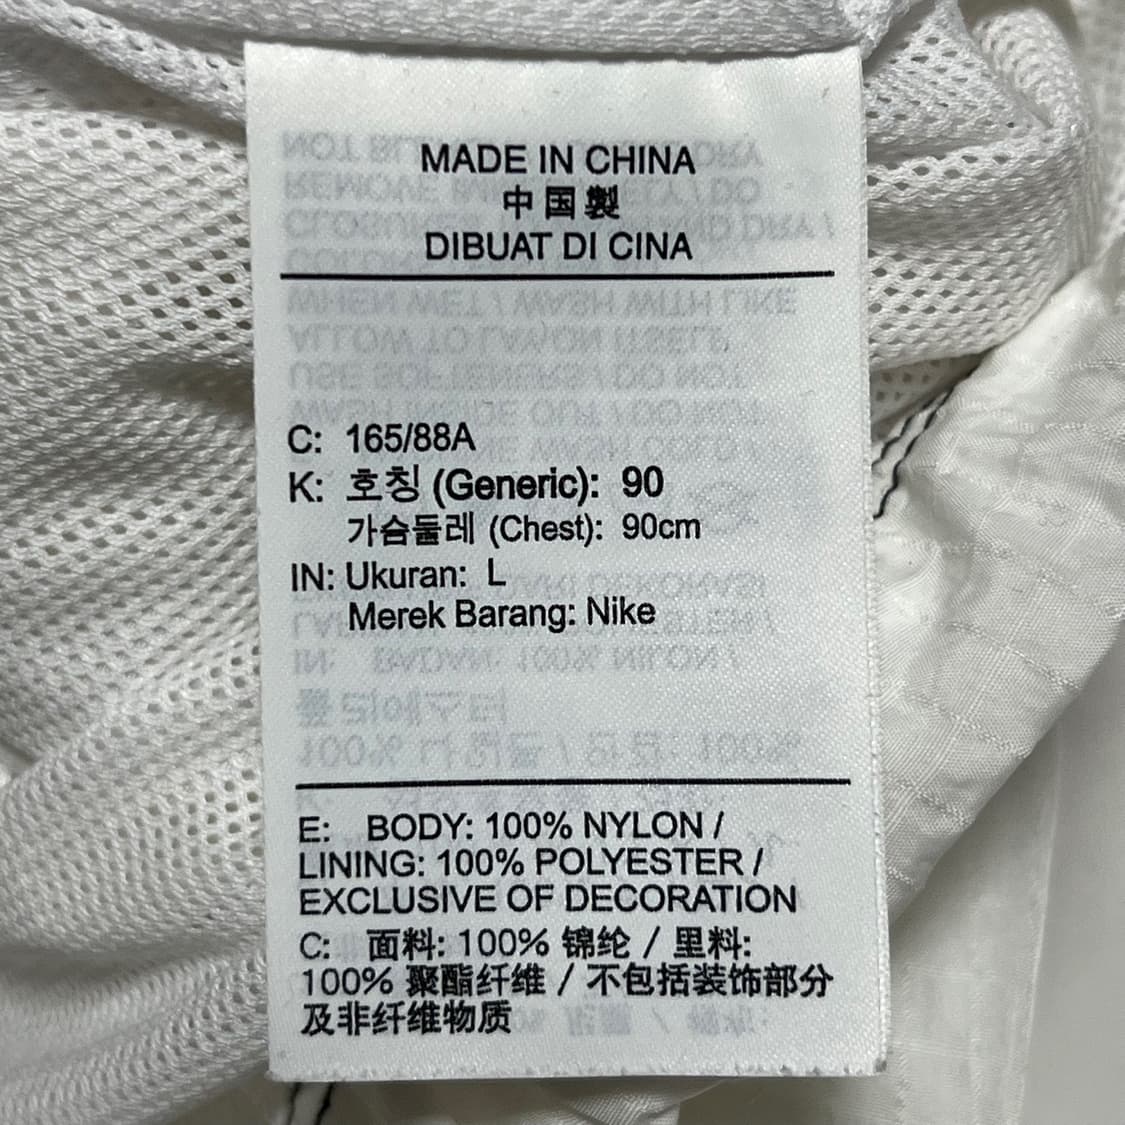 MADE IN CHINA
中国製
DIBUAT DI CINA
C: 165/88A
K: 호칭 (Generic): 90
가슴둘레 (Chest): 90cm
IN: Ukuran: L
Merek Barang: Nike
E: BODY: 100% NYLON /
LINING: 100% POLYESTER /
EXCLUSIVE OF DECORATION
C: 面料: 100% 锦纶 / 里料:
100% 聚酯纤维 / 不包括装饰部分
及非纤维物质